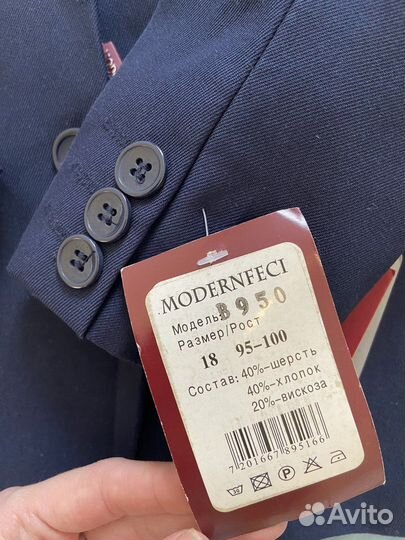 MODERNFECI
Модель: B950
Размер/Рост
18 95-100
Состав: 40%-шерсть
40%-хлопок
20%-вискоза
7201667895166
Avito